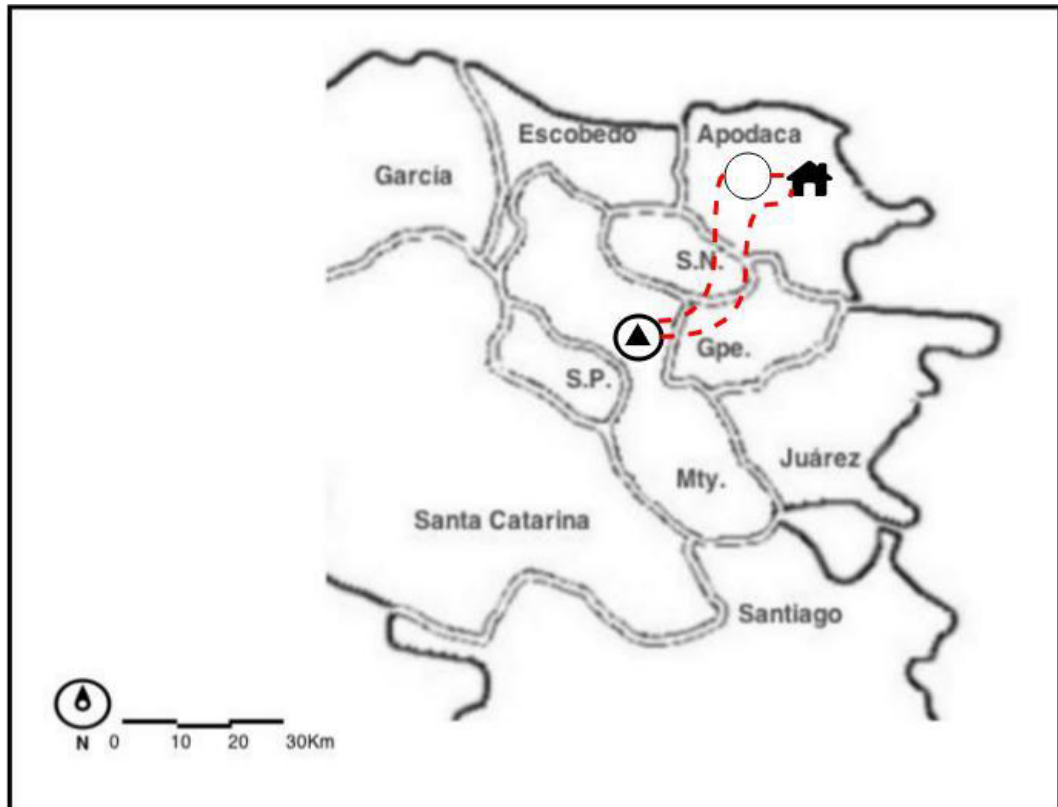 Escobedo
Apodaca
García
S.N.
Gpe.
S.P.
Juárez
Mty.
Santa Catarina
Santiago
N 0 10 20 30Km